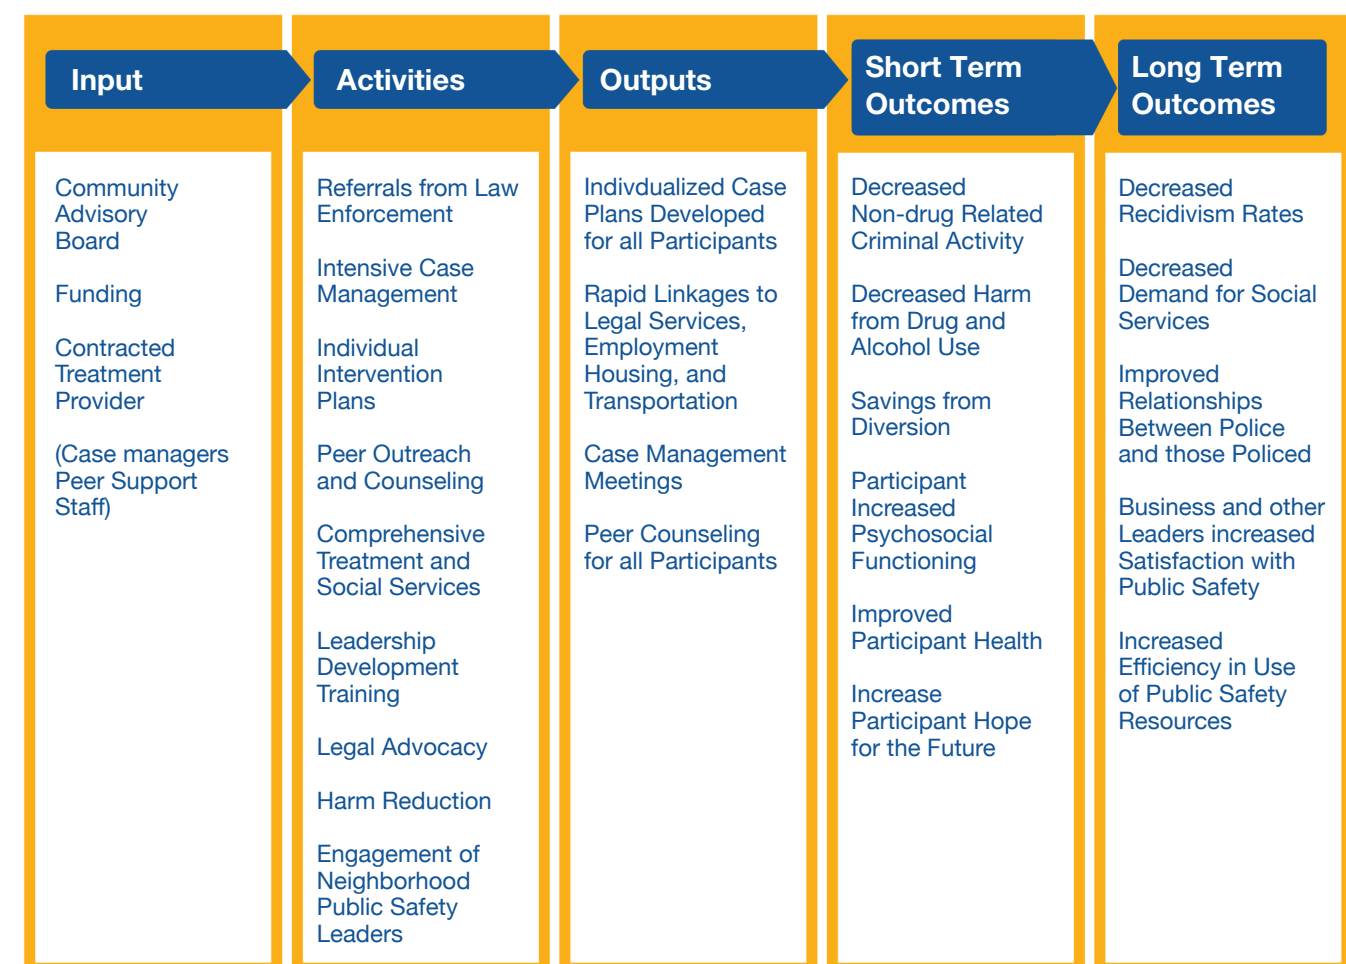 Input
Community
Advisory
Board
Funding
Contracted
Treatment
Provider
(Case managers
Peer Support
Staff)
Activities
Referrals from Law
Enforcement
Intensive Case
Management
Individual
Intervention
Plans
Peer Outreach
and Counseling
Comprehensive
Treatment and
Social Services
Leadership
Development
Training
Legal Advocacy
Harm Reduction
Engagement of
Neighborhood
Public Safety
Leaders
Outputs
Indivdualized Case
Plans Developed
for all Participants
Rapid Linkages to
Legal Services,
Employment
Housing, and
Transportation
Case Management
Meetings
Peer Counseling
for all Participants
Short Term
Outcomes
Decreased
Non-drug Related
Criminal Activity
Decreased Harm
from Drug and
Alcohol Use
Savings from
Diversion
Participant
Increased
Psychosocial
Functioning
Improved
Participant Health
Increase
Participant Hope
for the Future
Long Term
Outcomes
Decreased
Recidivism Rates
Decreased
Demand for Social
Services
Improved
Relationships
Between Police
and those Policed
Business and other
Leaders increased
Satisfaction with
Public Safety
Increased
Efficiency in Use
of Public Safety
Resources